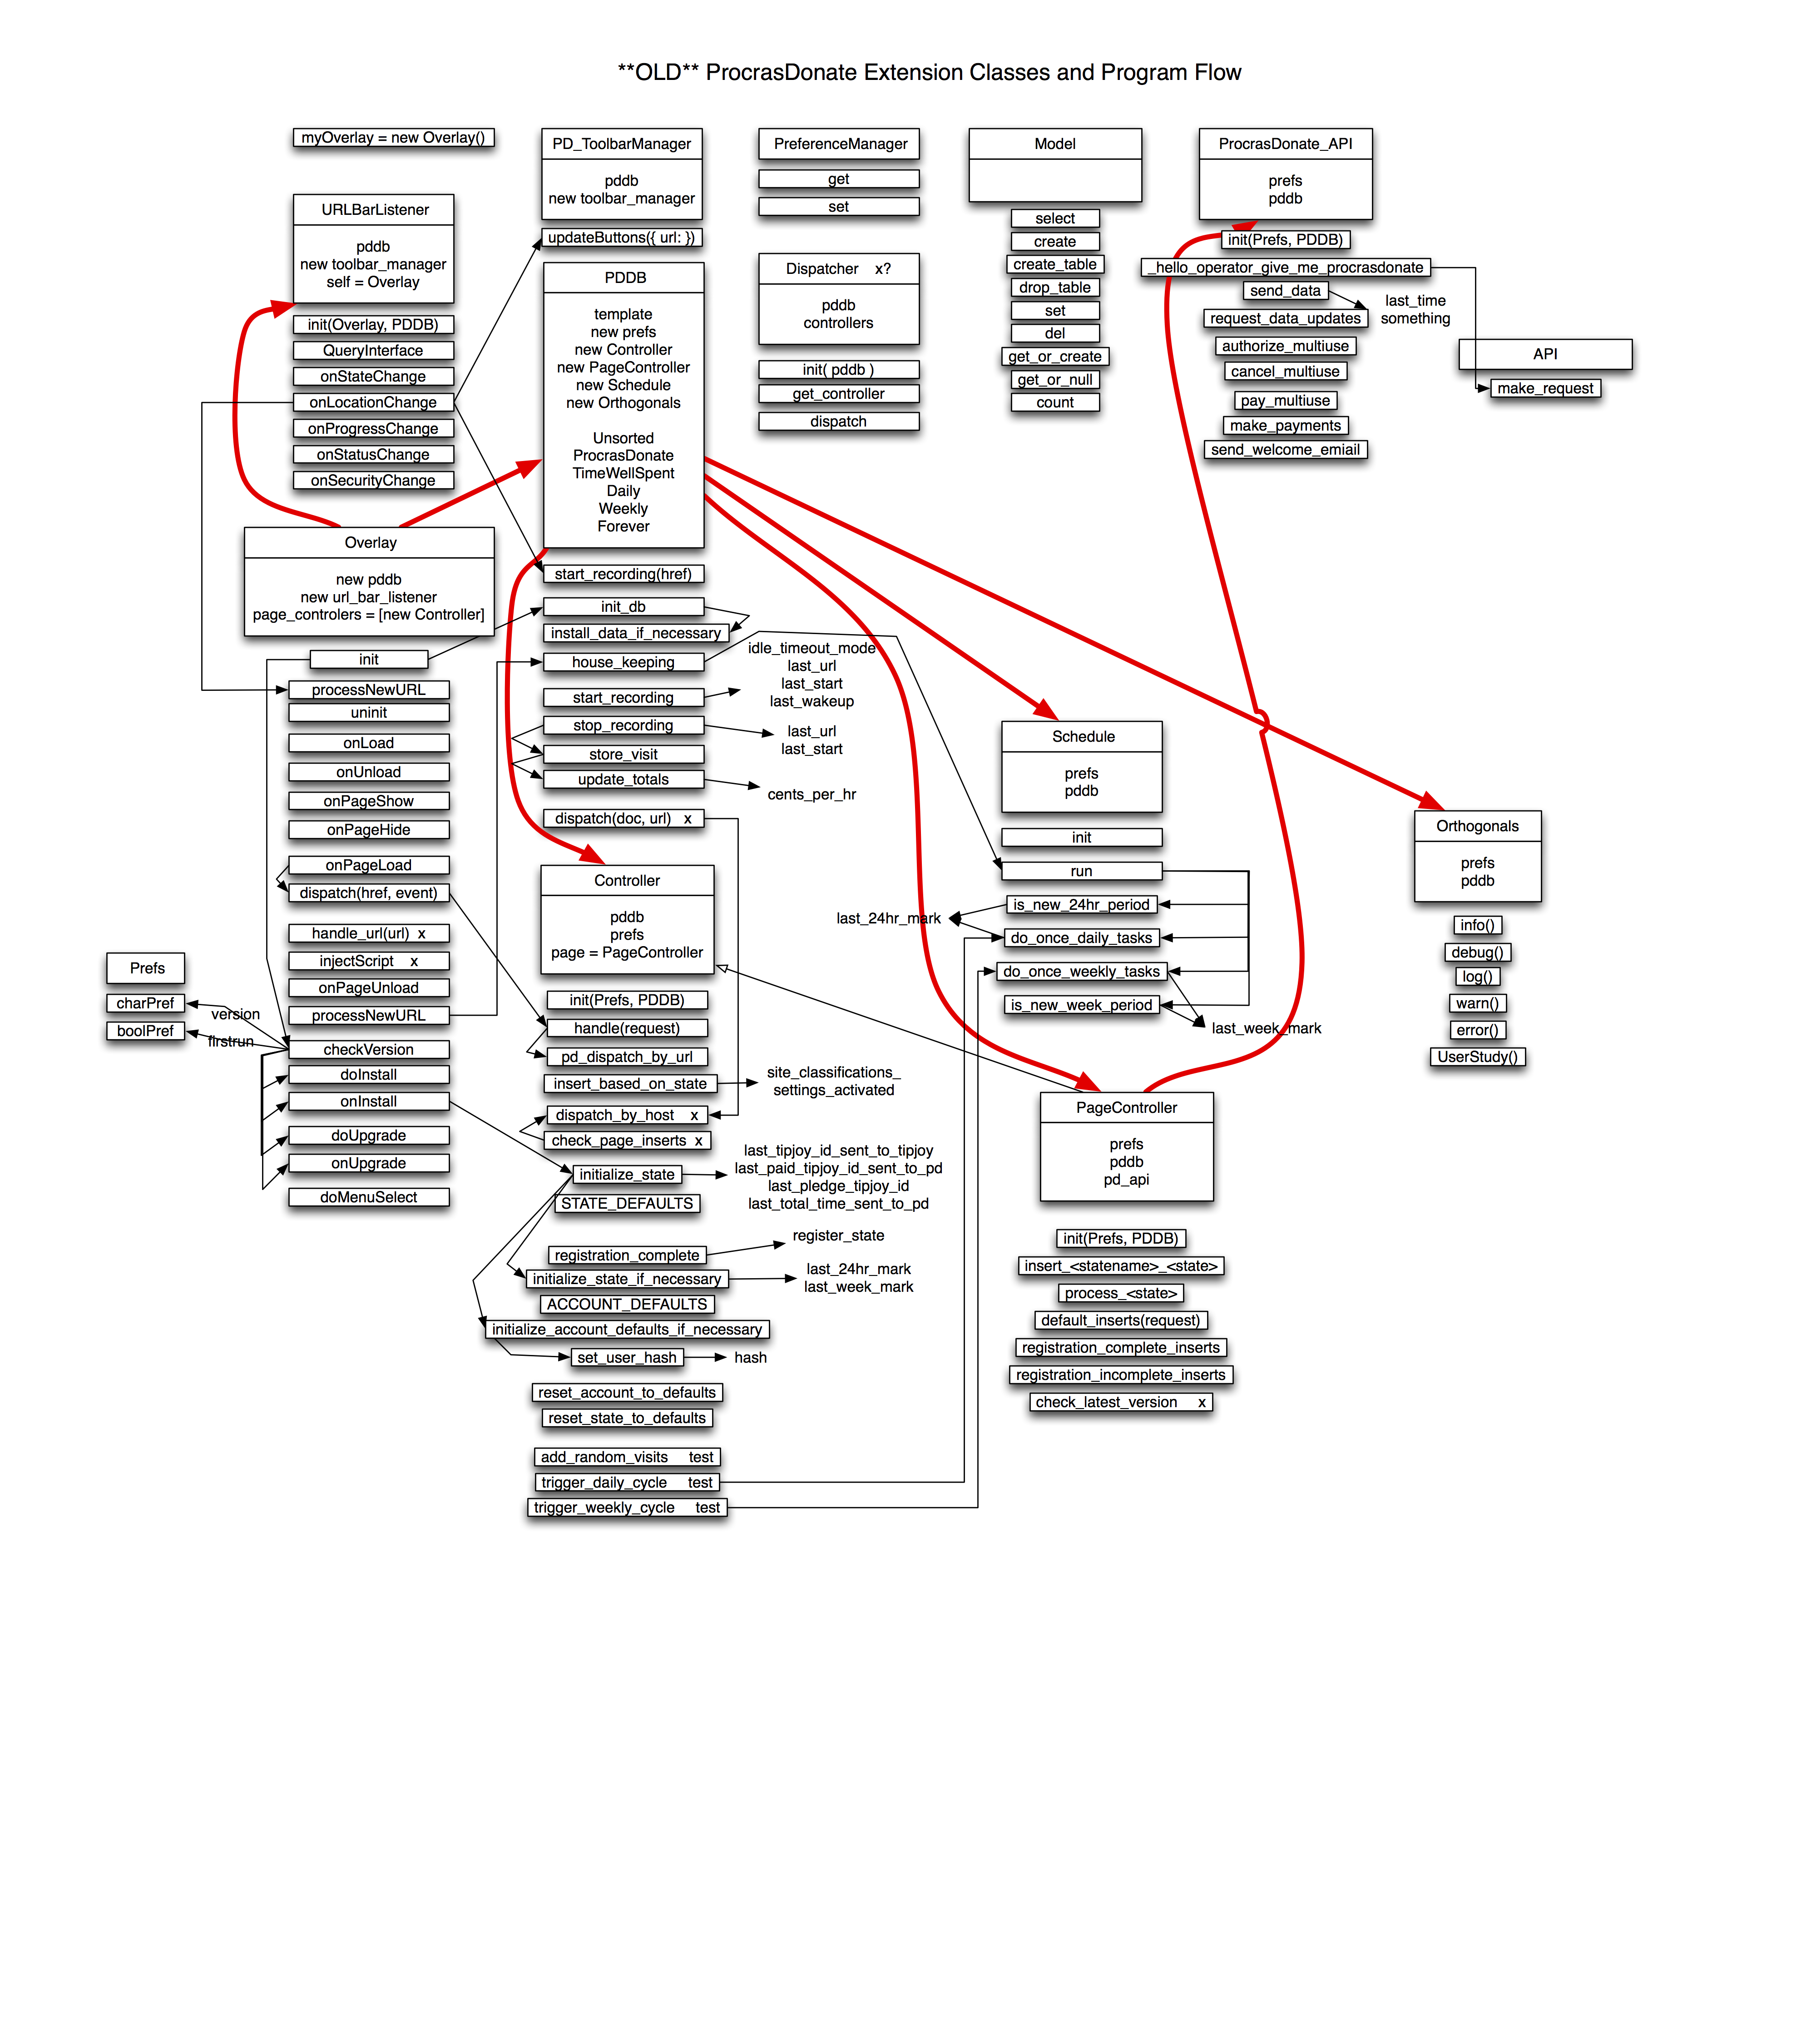 **OLD** ProcrasDonate Extension Classes and Program Flow
myOverlay = new Overlay()
URLBarListener
pddb
new toolbar_manager
self = Overlay
init(Overlay, PDDB)
QueryInterface
onStateChange
onLocationChange
onProgressChange
onStatusChange
onSecurityChange
Overlay
new pddb
new url_bar_listener
page_controlers = [new Controller]
init
processNewURL
uninit
onLoad
onUnload
onPageShow
onPageHide
onPageLoad
dispatch(href, event)
handle_url(url) x
injectScript x
onPageUnload
processNewURL
checkVersion
doInstall
onInstall
doUpgrade
onUpgrade
doMenuSelect
Prefs
charPref
boolPref
version
firstrun
PD_ToolbarManager
pddb
new toolbar_manager
updateButtons({ url: })
PDDB
template
new prefs
new Controller
new PageController
new Schedule
new Orthogonals
Unsorted
ProcrasDonate
TimeWellSpent
Daily
Weekly
Forever
start_recording(href)
init_db
install_data_if_necessary
house_keeping
start_recording
stop_recording
store_visit
update_totals
dispatch(doc, url) x
idle_timeout_mode
last_url
last_start
last_wakeup
last_url
last_start
cents_per_hr
Controller
pddb
prefs
page = PageController
init(Prefs, PDDB)
handle(request)
pd_dispatch_by_url
insert_based_on_state
dispatch_by_host x
check_page_inserts x
initialize_state
STATE_DEFAULTS
registration_complete
initialize_state_if_necessary
ACCOUNT_DEFAULTS
initialize_account_defaults_if_necessary
set_user_hash
reset_account_to_defaults
reset_state_to_defaults
add_random_visits test
trigger_daily_cycle test
trigger_weekly_cycle test
site_classifications_
settings_activated
last_tipjoy_id_sent_to_tipjoy
last_paid_tipjoy_id_sent_to_pd
last_pledge_tipjoy_id
last_total_time_sent_to_pd
register_state
last_24hr_mark
last_week_mark
hash
PreferenceManager
get
set
Dispatcher x?
pddb
controllers
init( pddb )
get_controller
dispatch
Model
select
create
create_table
drop_table
set
del
get_or_create
get_or_null
count
Schedule
prefs
pddb
init
run
is_new_24hr_period
do_once_daily_tasks
do_once_weekly_tasks
is_new_week_period
last_24hr_mark
last_week_mark
PageController
prefs
pddb
pd_api
init(Prefs, PDDB)
insert_<statename>_<state>
process_<state>
default_inserts(request)
registration_complete_inserts
registration_incomplete_inserts
check_latest_version x
ProcrasDonate_API
prefs
pddb
init(Prefs, PDDB)
_hello_operator_give_me_procrasdonate
send_data
request_data_updates
authorize_multiuse
cancel_multiuse
pay_multiuse
make_payments
send_welcome_emiail
last_time
something
API
make_request
Orthogonals
prefs
pddb
info()
debug()
log()
warn()
error()
UserStudy()